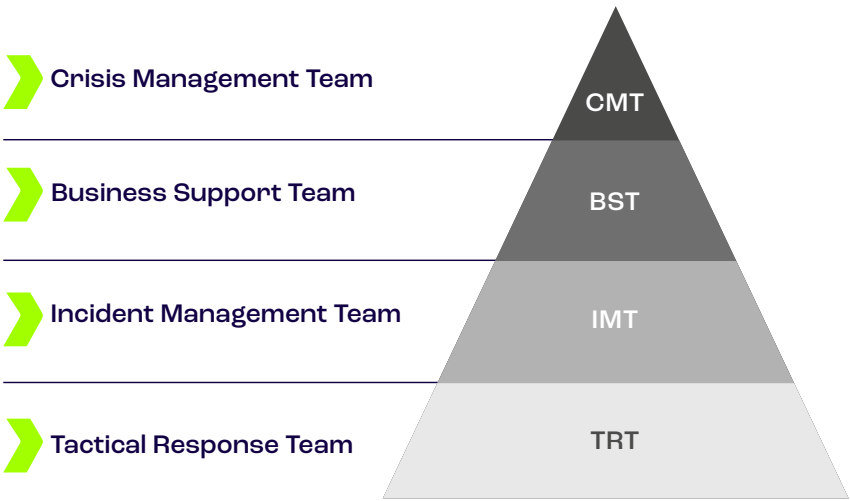 Crisis Management Team
CMT
Business Support Team
BST
Incident Management Team
IMT
Tactical Response Team
TRT